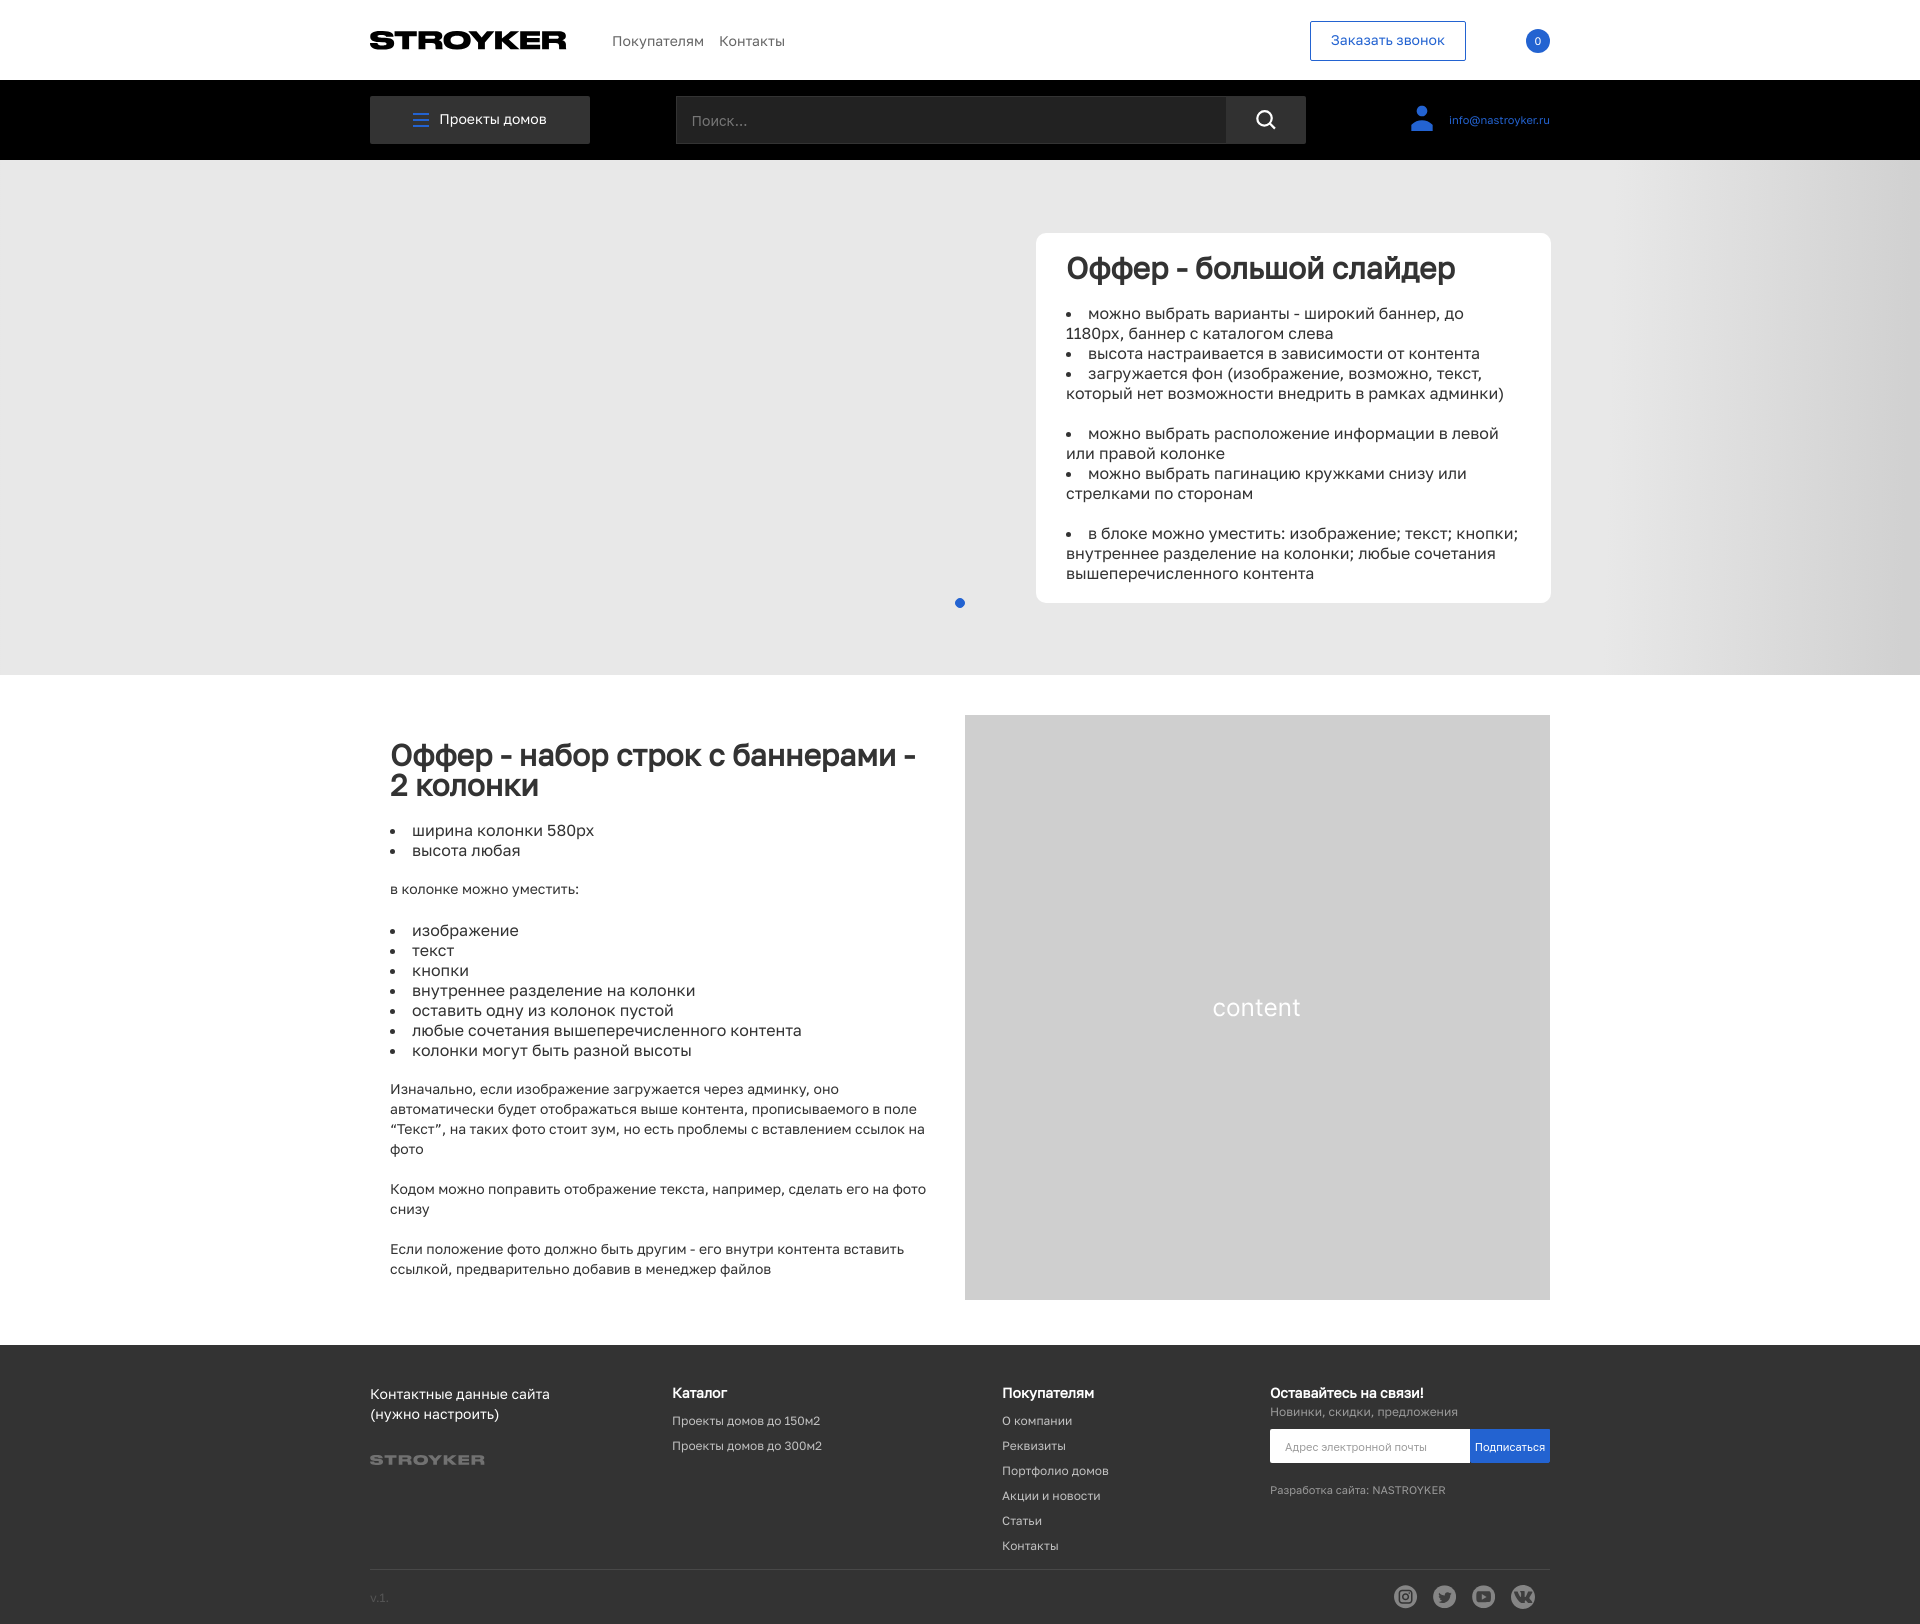 STROYKER
Покупателям
Контакты
Заказать звонок
0
Проекты домов
Поиск...
info@nastroyker.ru
Оффер - большой слайдер
• можно выбрать варианты - широкий баннер, до
1180px, баннер с каталогом слева
• высота настраивается в зависимости от контента
• загружается фон (изображение, возможно, текст,
который нет возможности внедрить в рамках админки)
• можно выбрать расположение информации в левой
или правой колонке
• можно выбрать пагинацию кружками снизу или
стрелками по сторонам
• в блоке можно уместить: изображение; текст; кнопки;
внутреннее разделение на колонки; любые сочетания
вышеперечисленного контента
Оффер - набор строк с баннерами -
2 колонки
• ширина колонки 580px
• высота любая
в колонке можно уместить:
• изображение
• текст
• кнопки
• внутреннее разделение на колонки
• оставить одну из колонок пустой
• любые сочетания вышеперечисленного контента
• колонки могут быть разной высоты
Изначально, если изображение загружается через админку, оно
автоматически будет отображаться выше контента, прописываемого в поле
“Текст”, на таких фото стоит зум, но есть проблемы с вставлением ссылок на
фото
Кодом можно поправить отображение текста, например, сделать его на фото
снизу
Если положение фото должно быть другим - его внутри контента вставить
ссылкой, предварительно добавив в менеджер файлов
content
Контактные данные сайта
(нужно настроить)
STROYKER
Каталог
Проекты домов до 150м2
Проекты домов до 300м2
Покупателям
О компании
Реквизиты
Портфолио домов
Акции и новости
Статьи
Контакты
Оставайтесь на связи!
Новинки, скидки, предложения
Адрес электронной почты
Подписаться
Разработка сайта: NASTROYKER
v.1.